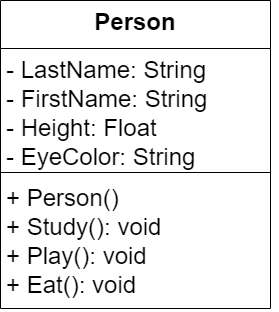 Person
- LastName: String
- FirstName: String
- Height: Float
- EyeColor: String
+ Person()
+ Study(): void
+ Play(): void
+ Eat(): void